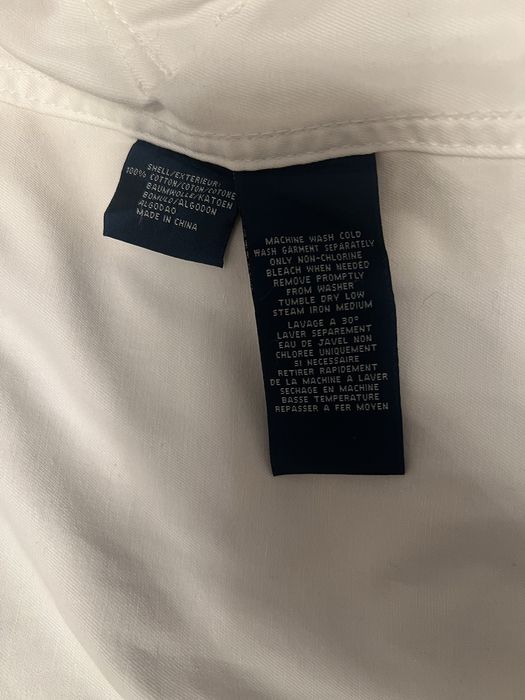 SHELL/EXTERIEUR:
100% COTTON/COTON/COTONE
BAUMWOLLE/KATOEN
BOMULD/ALGODON
ALGODAO
MADE IN CHINA
MACHINE WASH COLD
WASH GARMENT SEPARATELY
ONLY NON-CHLORINE
BLEACH WHEN NEEDED
REMOVE PROMPTLY
FROM WASHER
TUMBLE DRY LOW
STEAM IRON MEDIUM
LAVAGE A 30°
LAVER SEPAREMENT
EAU DE JAVEL NON
CHLOREE UNIQUEMENT
SI NECESSAIRE
RETIRER RAPIDEMENT
DE LA MACHINE A LAVER
SECHAGE EN MACHINE
BASSE TEMPERATURE
REPASSER A FER MOYEN